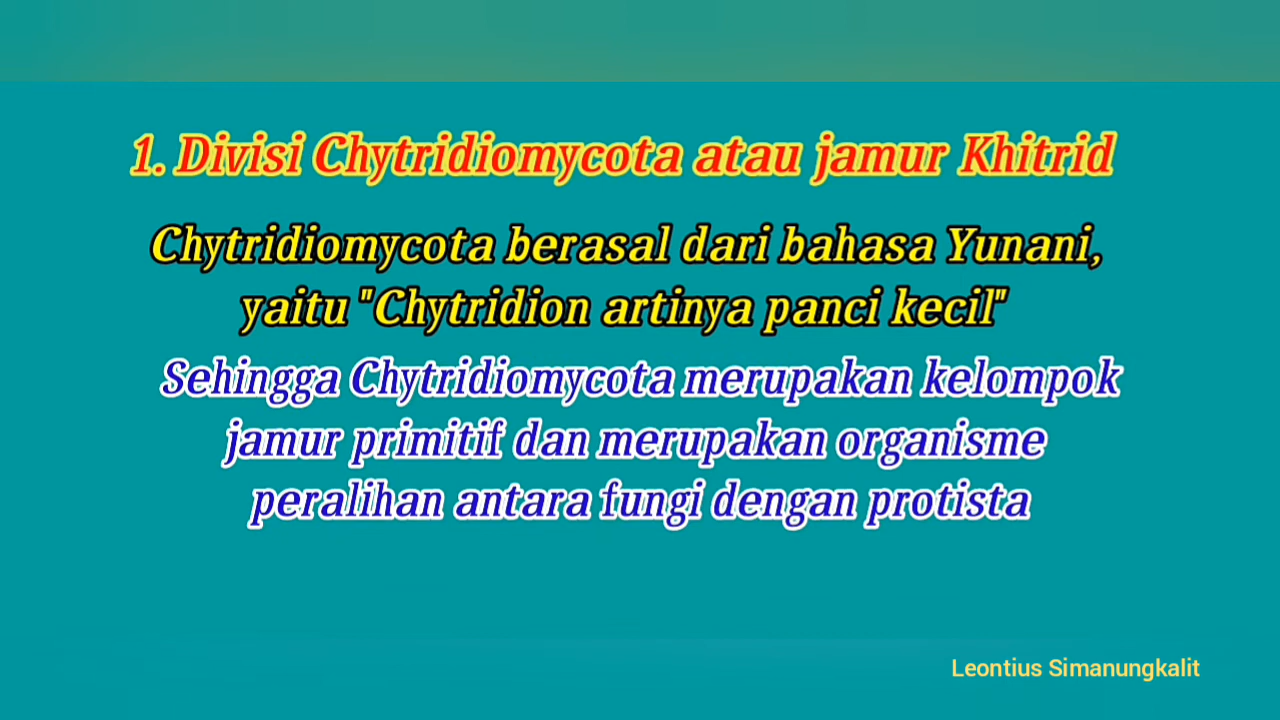 1. Divisi Chytridiomycota atau jamur Khitrid
Chytridiomycota berasal dari bahasa Yunani,
yaitu "Chytridion artinya panci kecil"
Sehingga Chytridiomycota merupakan kelompok
jamur primitif dan merupakan organisme
peralihan antara fungi dengan protista
Leontius Simanungkalit